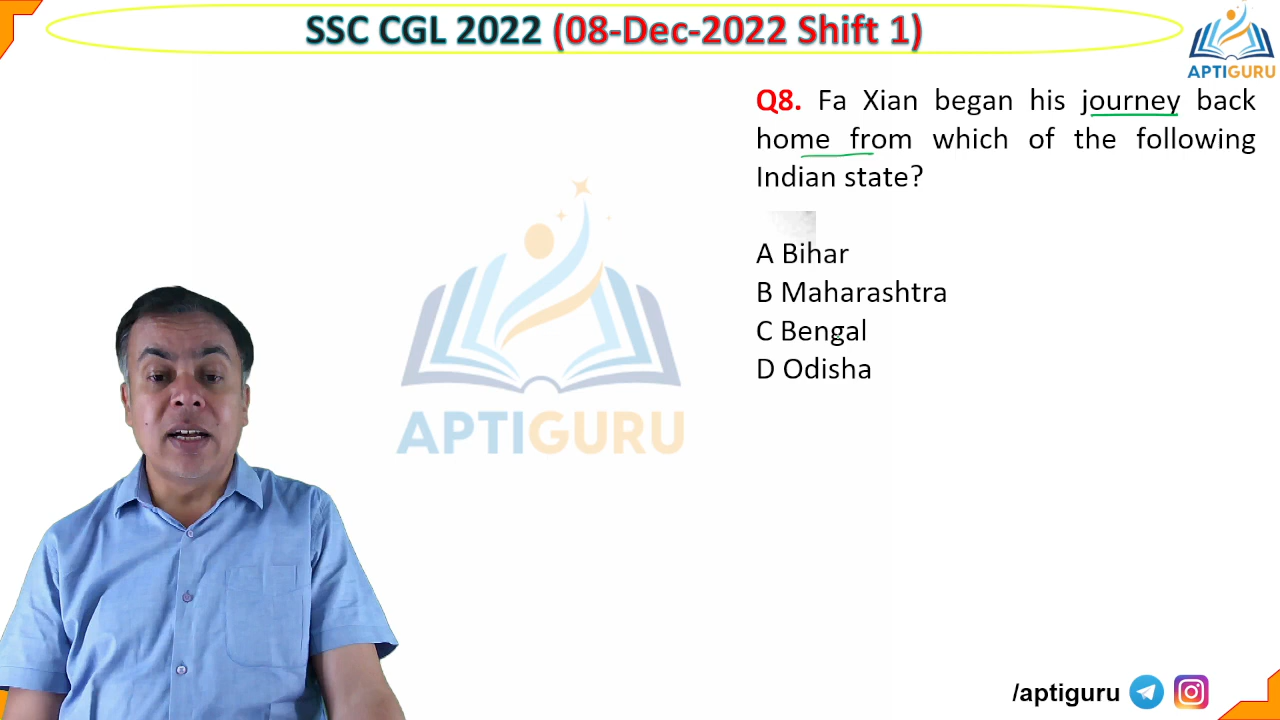 SSC CGL 2022 (08-Dec-2022 Shift 1)
APTIGURU
Q8. Fa Xian began his journey back
home from which of the following
Indian state?
A Bihar
B Maharashtra
C Bengal
D Odisha
APTIGURU
/aptiguru